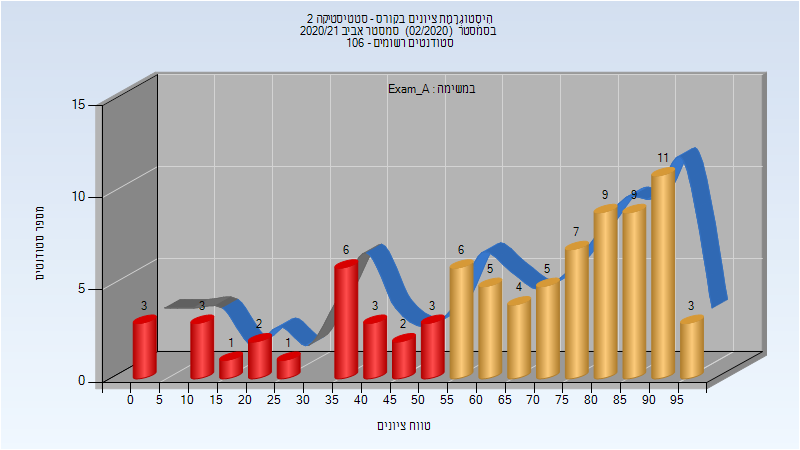 היסטוגרמת ציונים בקורס - סטטיסטיקה 2
בסמסטר (02/2020) סמסטר אביב 2020/21
סטודנטים רשומים - 106
במשימה : Exam_A
מספר סטודנטים
15
10
5
0
3 3 1 2 1 6 3 2 3 6 5 4 5 7 9 9 11 3
0 5 10 15 20 25 30 35 40 45 50 55 60 65 70 75 80 85 90 95
טווח ציונים